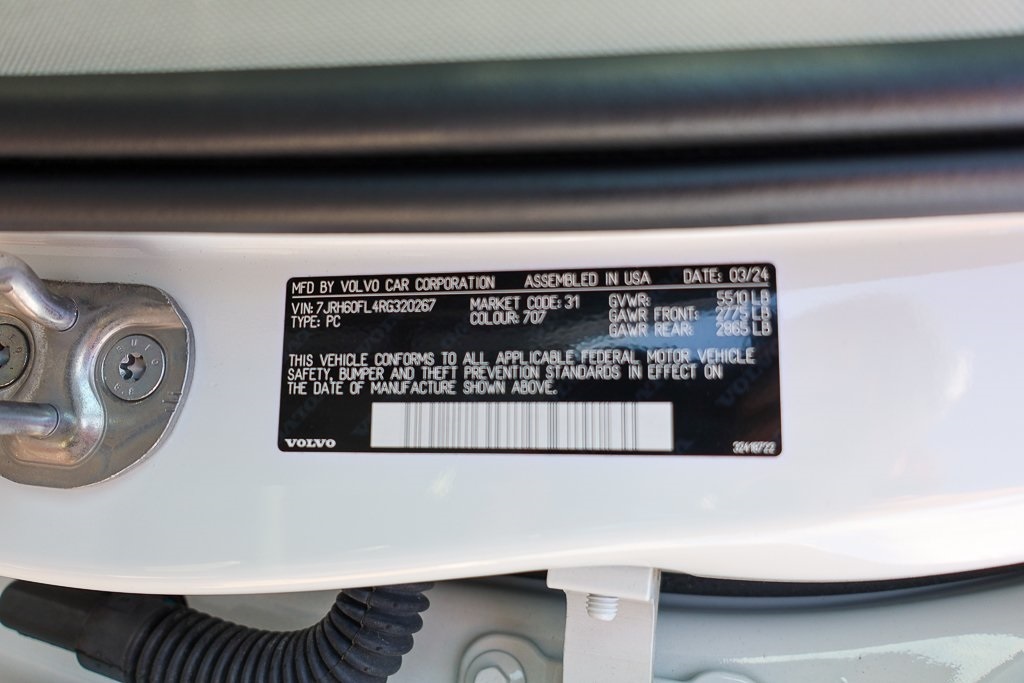 MFD BY VOLVO CAR CORPORATION ASSEMBLED IN USA DATE: 03/24
VIN: 7JRH60FL4RG320267 MARKET CODE: 31 GVWR: 5510 LB
TYPE: PC COLOUR: 707 GAWR FRONT: 2775 LB
GAWR REAR: 2865 LB
THIS VEHICLE CONFORMS TO ALL APPLICABLE FEDERAL MOTOR VEHICLE
SAFETY, BUMPER AND THEFT PREVENTION STANDARDS IN EFFECT ON
THE DATE OF MANUFACTURE SHOWN ABOVE.
VOLVO 32416722